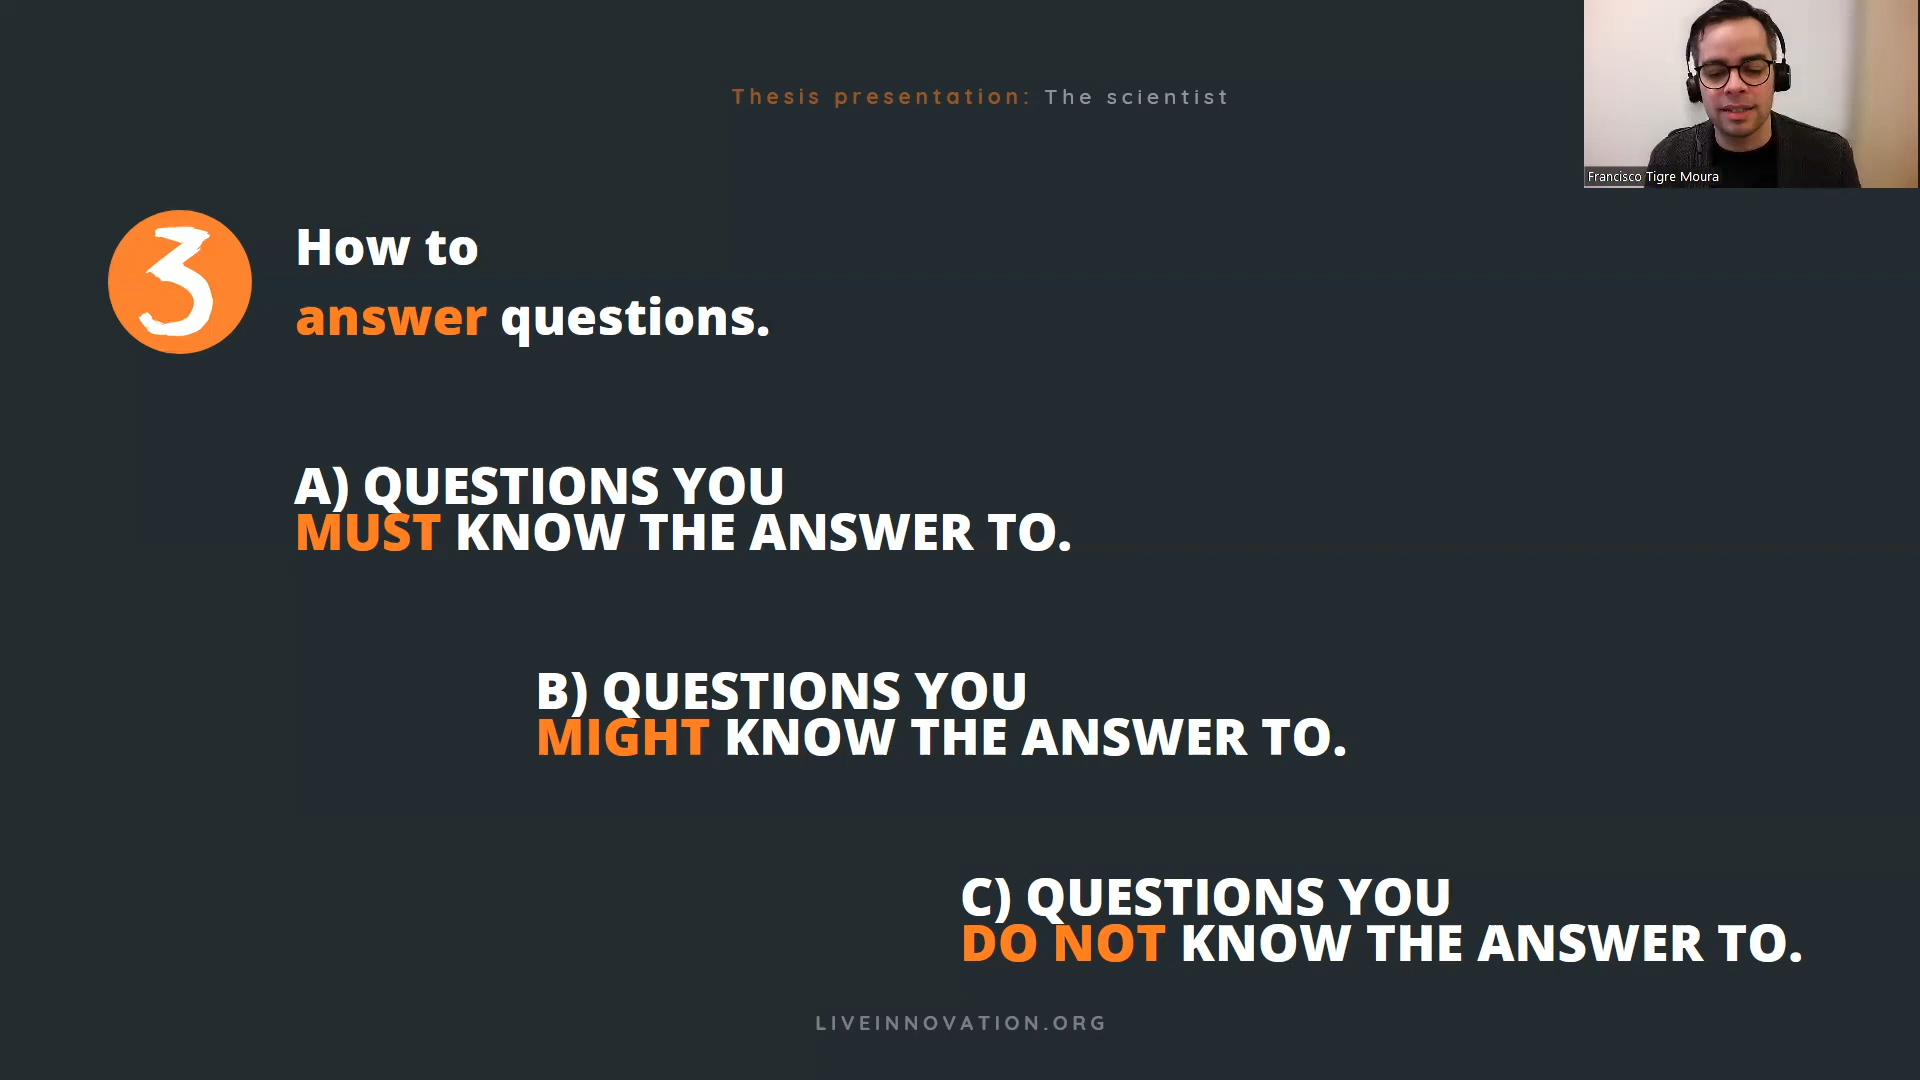 Thesis presentation: The scientist
Francisco Tigre Moura
3
How to
answer questions.
A) QUESTIONS YOU
MUST KNOW THE ANSWER TO.
B) QUESTIONS YOU
MIGHT KNOW THE ANSWER TO.
C) QUESTIONS YOU
DO NOT KNOW THE ANSWER TO.
LIVEINNOVATION.ORG